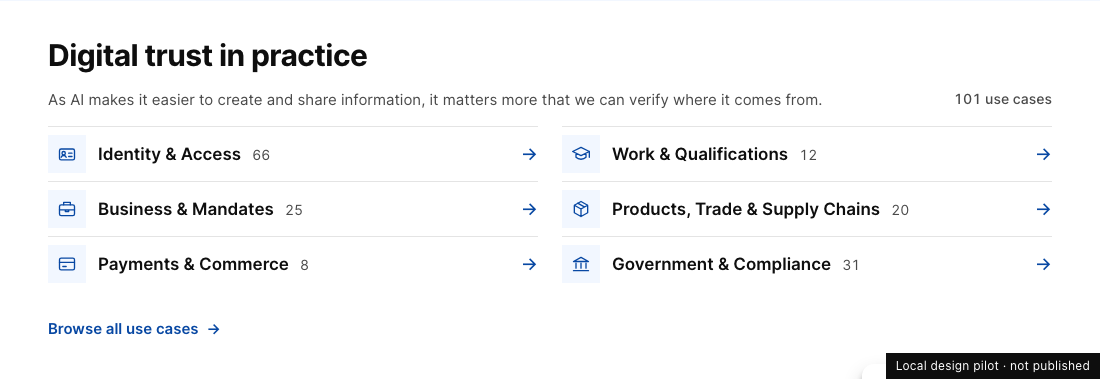 Digital trust in practice
As AI makes it easier to create and share information, it matters more that we can verify where it comes from.
101 use cases
Identity & Access 66
Work & Qualifications 12
Business & Mandates 25
Products, Trade & Supply Chains 20
Payments & Commerce 8
Government & Compliance 31
Browse all use cases →
Local design pilot · not published